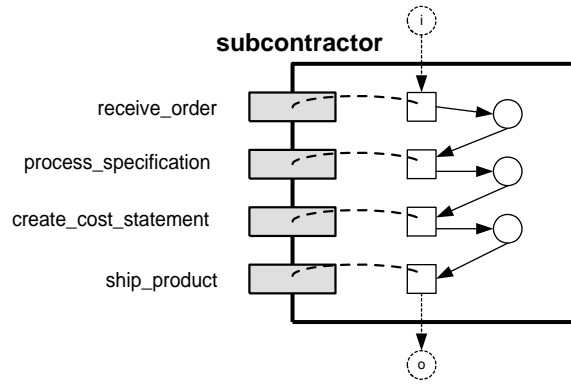 i
subcontractor
receive_order
process_specification
create_cost_statement
ship_product
o